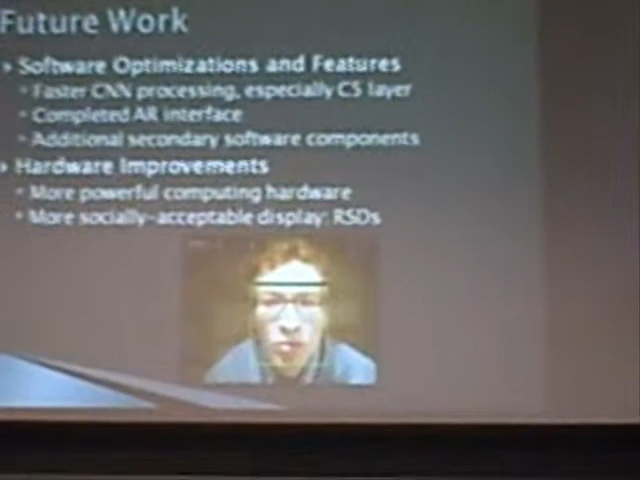 Future Work
Software Optimizations and Features
Faster CNN processing, especially CS layer
Completed AR interface
Additional secondary software components
Hardware Improvements
More powerful computing hardware
More socially-acceptable display: RSDs